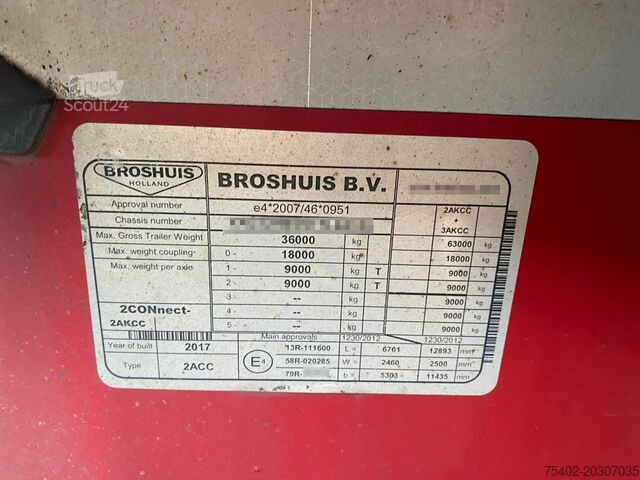 Truck
Scout24
BROSHUIS
HOLLAND
BROSHUIS B.V.
Approval number e4*2007/46*0951 2AKCC
+
Chassis number 3AKCC
Max. Gross Trailer Weight 36000 kg 63000 kg
Max. weight coupling 0 - 18000 kg 18000 kg
Max. weight per axle 1 - 9000 kg T 9000 kg
2 - 9000 kg T 9000 kg
3 - -- kg 9000 kg
2CONnect- 4 - -- kg 9000 kg
2AKCC 5 - -- kg 9000 kg
Main approvals 1230/2012 1230/2012
Year of built 2017 E4 13R-111600 L = 6761 12893 mm
Type 2ACC 58R-020285 W = 2460 2500 mm
79R- b = 5303 11435 mm
75402-20307035